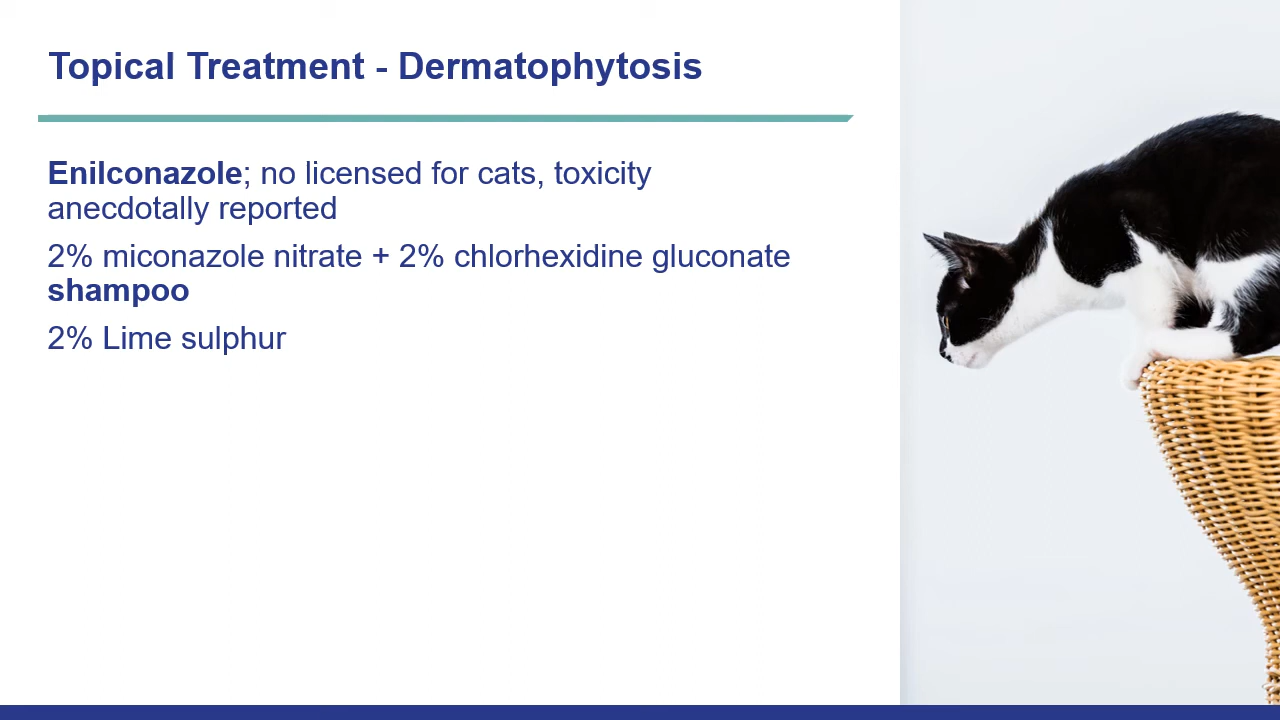 Topical Treatment - Dermatophytosis
Enilconazole; no licensed for cats, toxicity
anecdotally reported
2% miconazole nitrate + 2% chlorhexidine gluconate
shampoo
2% Lime sulphur